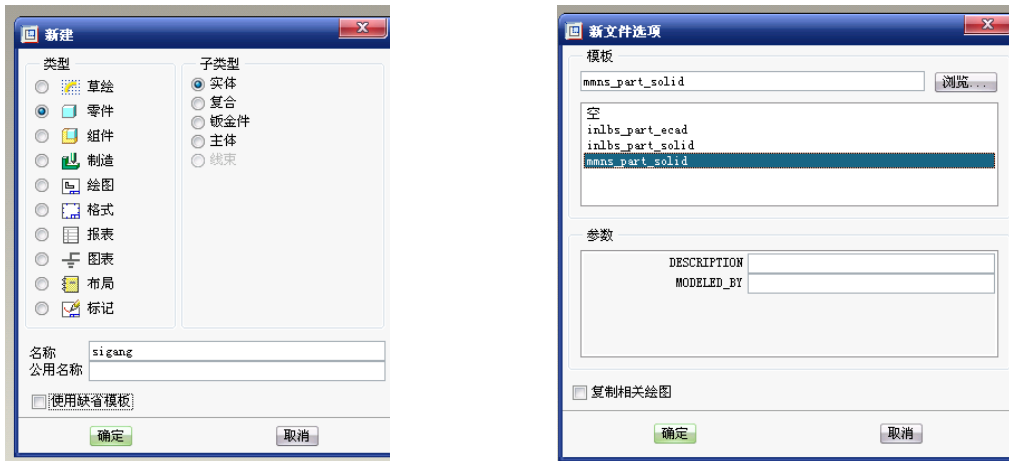 新建
类型
草绘
零件
组件
制造
绘图
格式
报表
图表
布局
标记
子类型
实体
复合
钣金件
主体
线束
名称 sigang
公用名称
使用缺省模板
确定 取消
新文件选项
模板
mmns_part_solid 浏览...
空
inlbs_part_ecad
inlbs_part_solid
mmns_part_solid
参数
DESCRIPTION
MODELED_BY
复制相关绘图
确定 取消